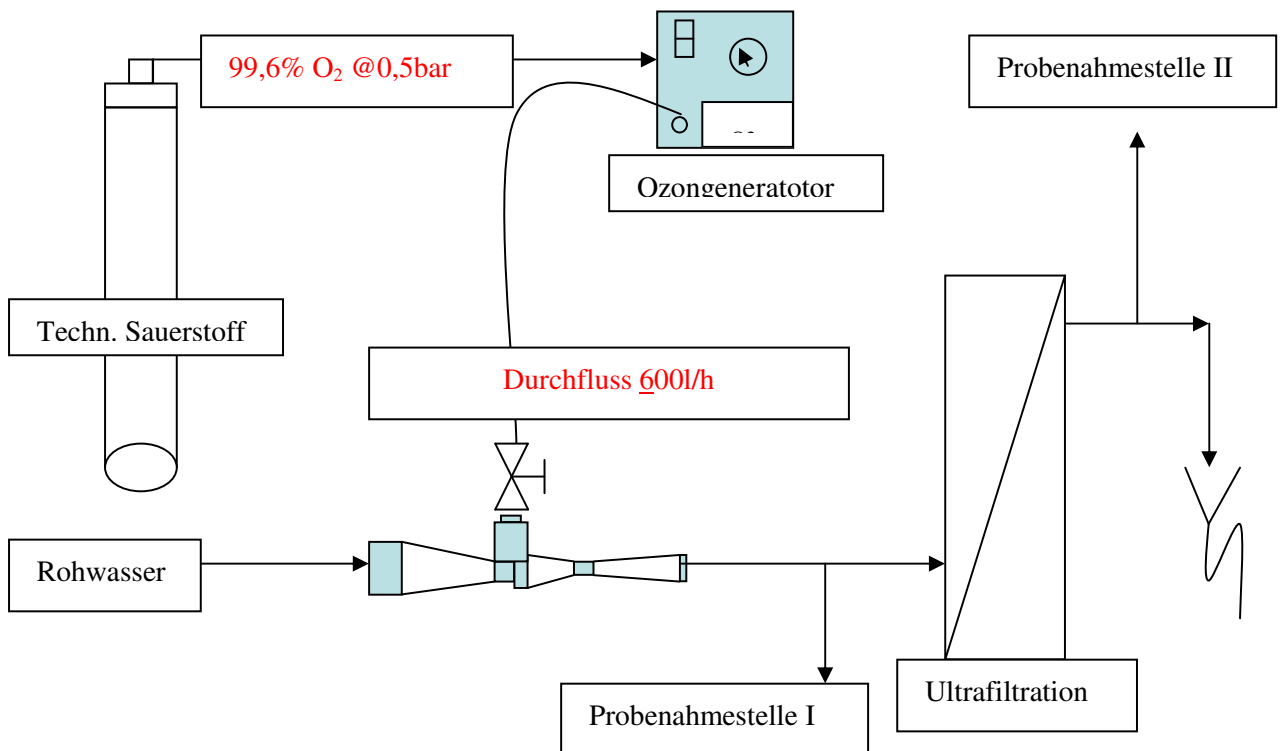 99,6% O₂ @0,5bar
Probenahmestelle II
Ozongeneratotor
Techn. Sauerstoff
Durchfluss 600l/h
Rohwasser
Ultrafiltration
Probenahmestelle I